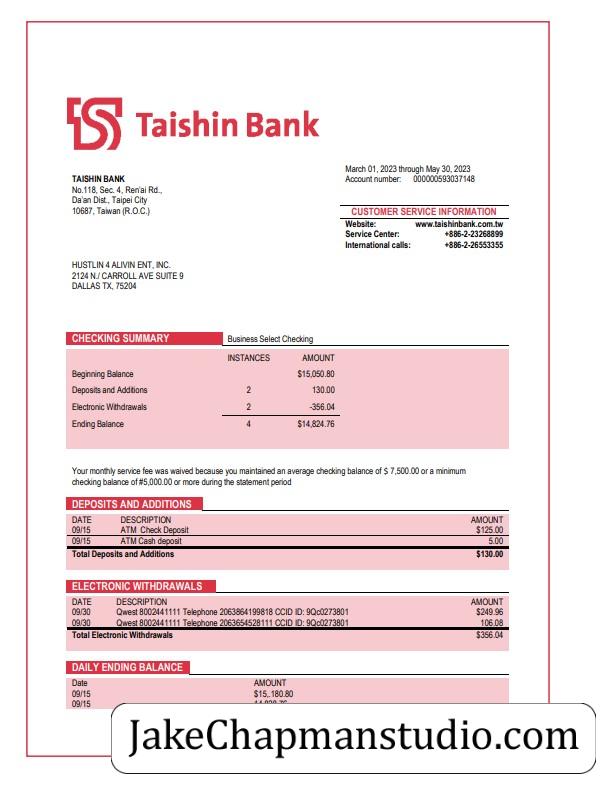 Taishin Bank
March 01, 2023 through May 30, 2023
Account number: 000000593037148
TAISHIN BANK
No.118, Sec. 4, Ren'ai Rd.,
Da'an Dist., Taipei City
10687, Taiwan (R.O.C.)
CUSTOMER SERVICE INFORMATION
Website: www.taishinbank.com.tw
Service Center: +886-2-23268899
International calls: +886-2-26553355
HUSTLIN 4 ALIVIN ENT, INC.
2124 N./ CARROLL AVE SUITE 9
DALLAS TX, 75204
CHECKING SUMMARY Business Select Checking
INSTANCES AMOUNT
Beginning Balance $15,050.80
Deposits and Additions 2 130.00
Electronic Withdrawals 2 -356.04
Ending Balance 4 $14,824.76
Your monthly service fee was waived because you maintained an average checking balance of $ 7,500.00 or a minimum
checking balance of #5,000.00 or more during the statement period
DEPOSITS AND ADDITIONS
DATE DESCRIPTION AMOUNT
09/15 ATM Check Deposit $125.00
09/15 ATM Cash deposit 5.00
Total Deposits and Additions $130.00
ELECTRONIC WITHDRAWALS
DATE DESCRIPTION AMOUNT
09/30 Qwest 8002441111 Telephone 2063864199818 CCID ID: 9Qc0273801 $249.96
09/30 Qwest 8002441111 Telephone 2063654528111 CCID ID: 9Qc0273801 106.08
Total Electronic Withdrawals $356.04
DAILY ENDING BALANCE
Date AMOUNT
09/15 $15,.180.80
09/15
JakeChapmanstudio.com